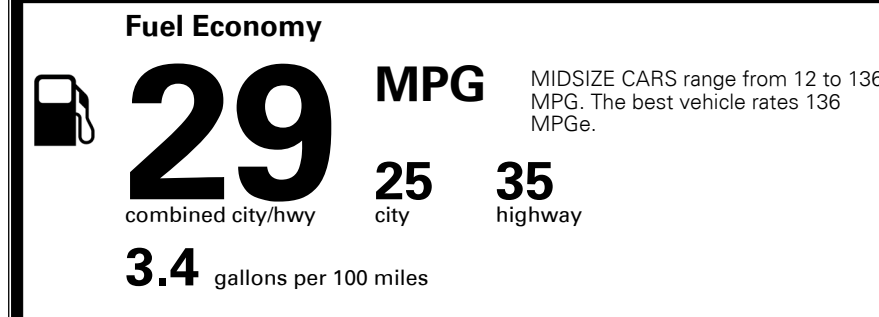 Fuel Economy
29 MPG
MIDSIZE CARS range from 12 to 136
MPG. The best vehicle rates 136
MPGe.
25 35
combined city/hwy city highway
3.4 gallons per 100 miles